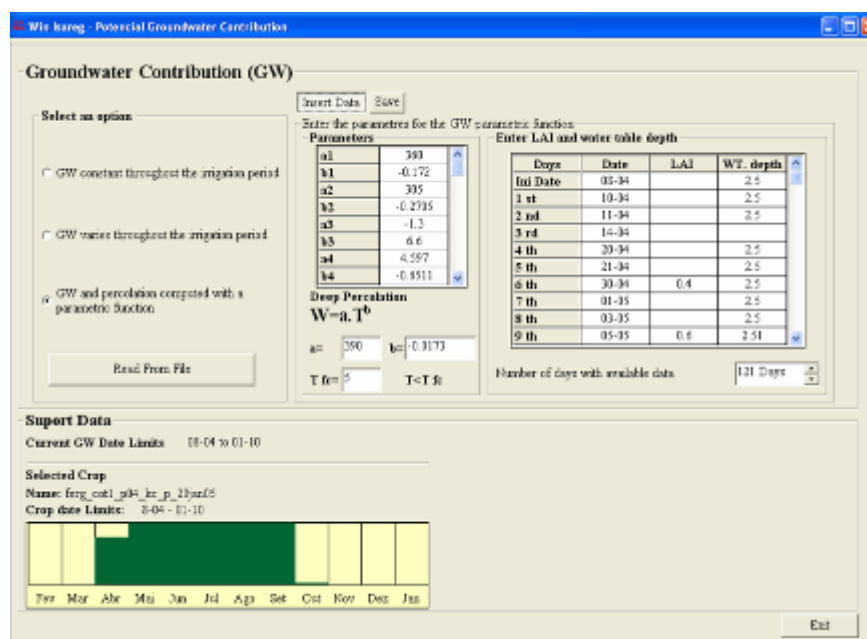 Win Isareg - Potencial Groundwater Contribution
Groundwater Contribution (GW)
Select an option
GW constant throughout the irrigation period
GW varies throughout the irrigation period
GW and percolation computed with a
parametric function
Read From File
Insert Data Save
Enter the parametres for the GW parametric function
Parameters
a1 360
b1 -0.172
a2 305
b2
a3 -1.3
b3 6.6
a4 4.597
b4 -0.6511
Deep Percolation
W=a.T^b
a= 390 b= -0.0173
T fc= 5 T<T fc
Enter LAI and water table depth
Days Date LAI WT. depth
Ini Date 08-04 2.5
1 st 10-04 2.5
2 nd 11-04 2.5
3 rd 14-04
4 th 20-04 2.5
5 th 21-04 2.5
6 th 30-04 0.4 2.5
7 th 01-05 2.5
8 th 03-05 2.5
9 th 05-05 0.6 2.51
Number of days with available data 121 Days
Suport Data
Current GW Date Limits 08-04 to 01-10
Selected Crop
Name:
Crop date Limits: 8-04 - 01-10
Fev Mar Abr Mai Jun Jul Ago Set Out Nov Dez Jan
Exit